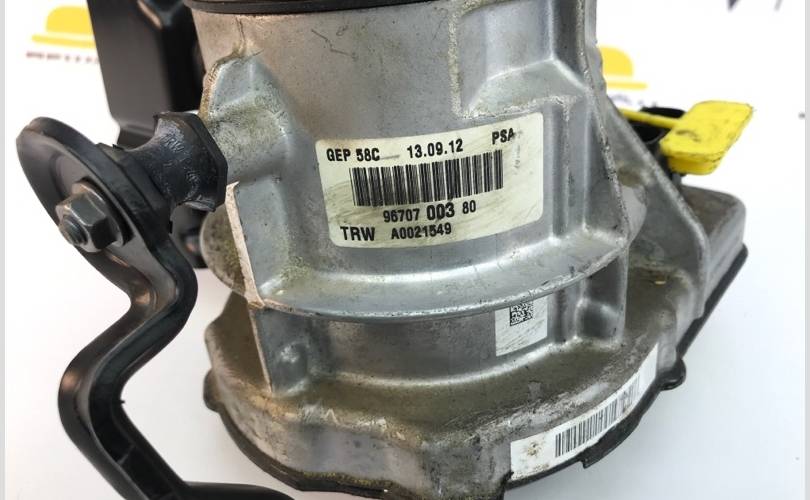 GEP 58C 13.09.12 PSA
96707 003 80
TRW A0021549